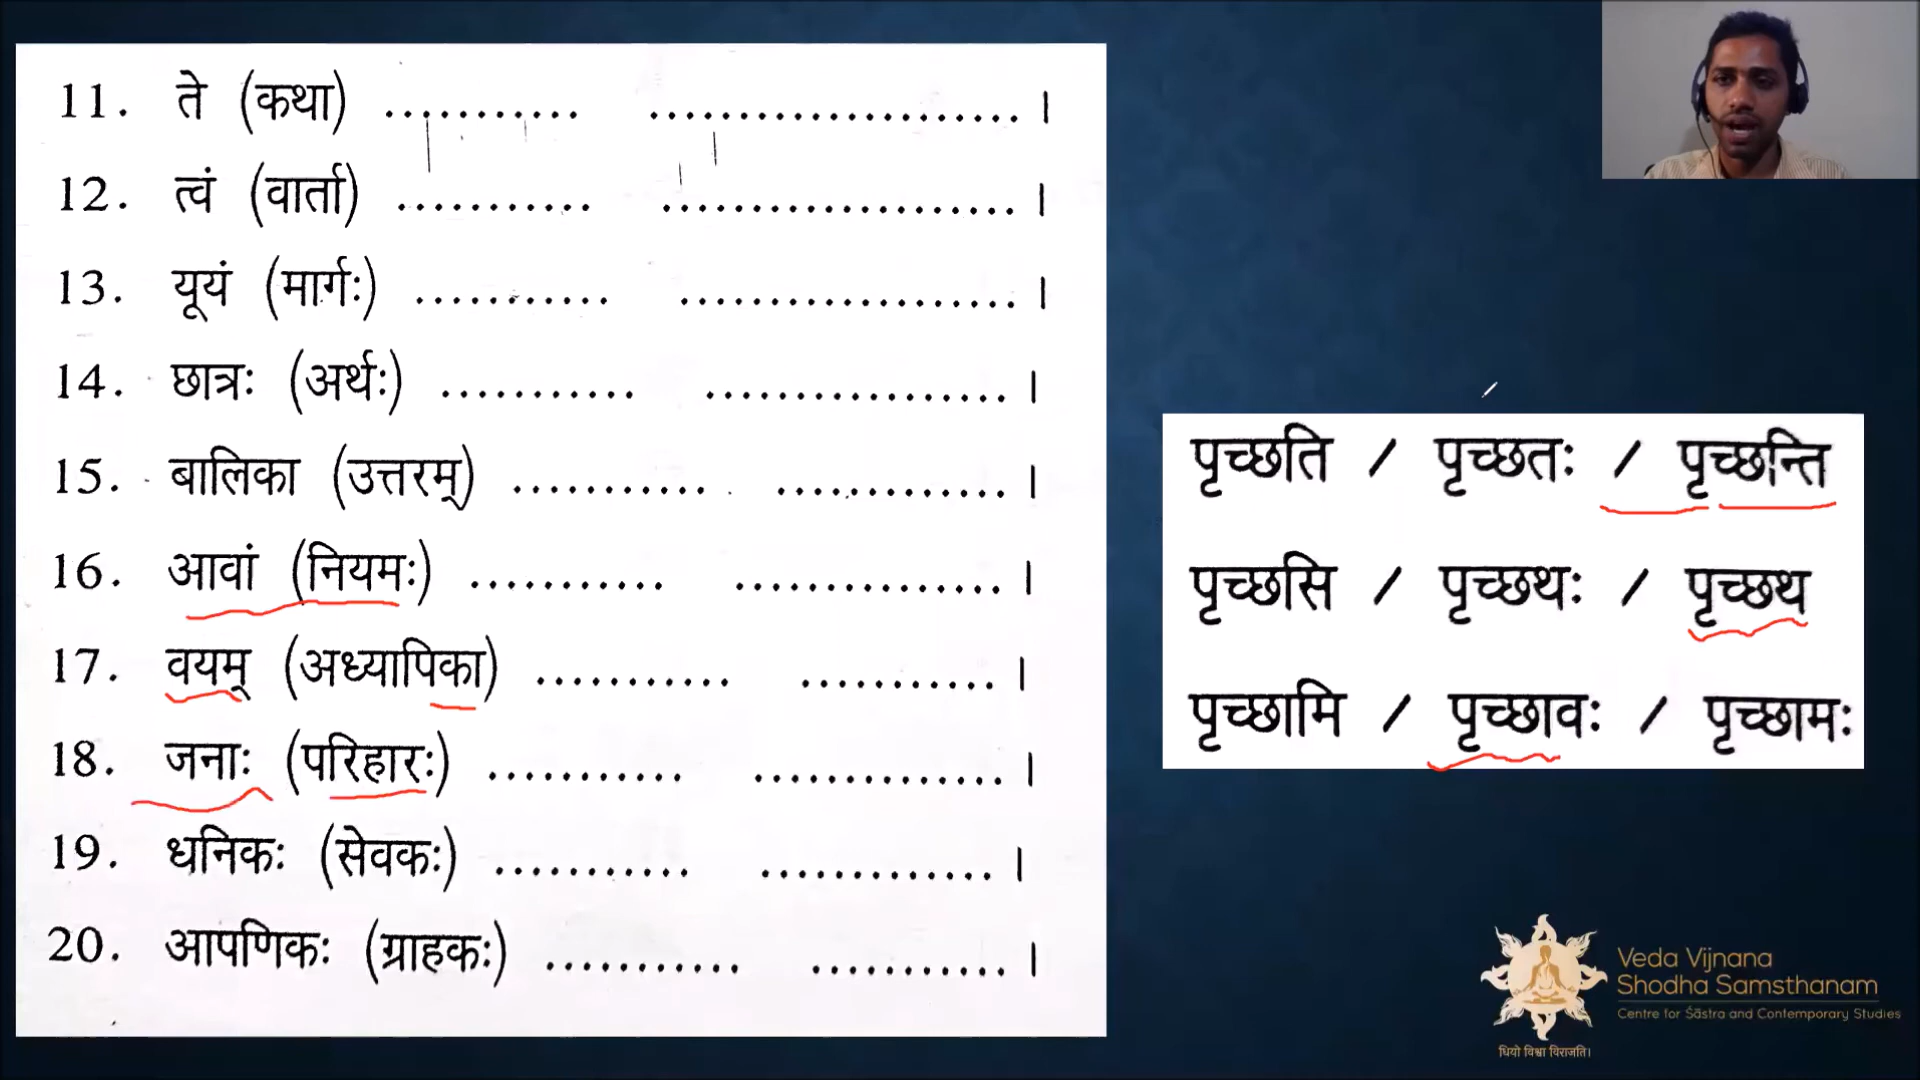 11. ते (कथा) ........... ..................... ।
12. त्वं (वार्ता) ........... .................... ।
13. यूयं (मार्गः) ........... ................... ।
14. छात्रः (अर्थः) ........... ................. ।
15. बालिका (उत्तरम्) ........... ............. ।
16. आवां (नियमः) ........... ............... ।
17. वयम् (अध्यापिका) ........... ........... ।
18. जनाः (परिहारः) ........... .............. ।
19. धनिकः (सेवकः) ........... ............. ।
20. आपणिकः (ग्राहकः) ........... ........... ।
पृच्छति / पृच्छतः / पृच्छन्ति
पृच्छसि / पृच्छथः / पृच्छथ
पृच्छामि / पृच्छावः / पृच्छामः
Veda Vijnana
Shodha Samsthanam
Centre for Śāstra and Contemporary Studies
धियो विश्वा विराजति।